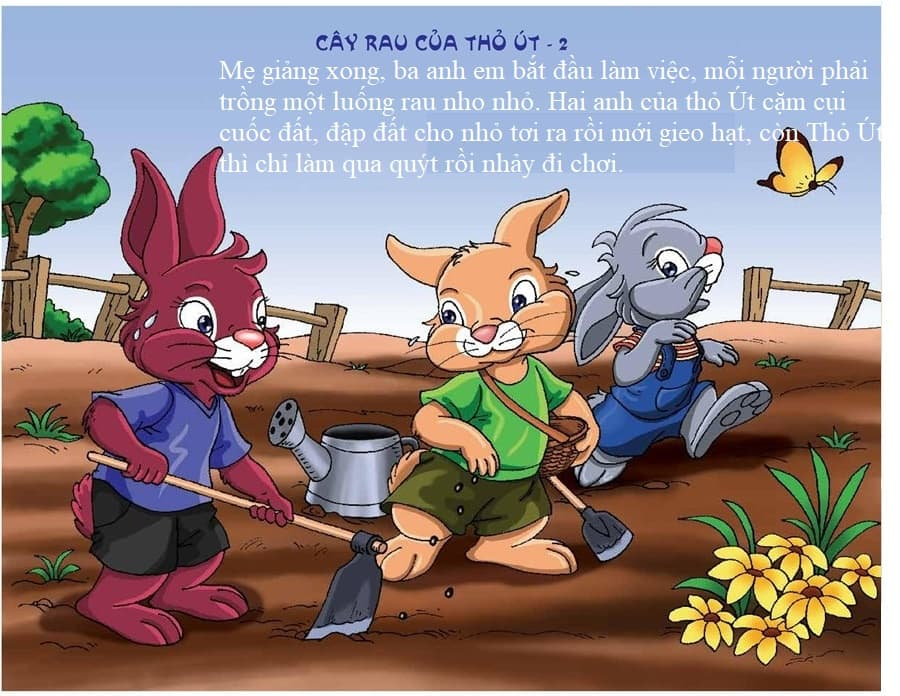 CÂY RAU CỦA THỎ ÚT - 2
Mẹ giảng xong, ba anh em bắt đầu làm việc, mỗi người phải
trồng một luống rau nho nhỏ. Hai anh của thỏ Út cặm cụi
cuốc đất, đập đất cho nhỏ tơi ra rồi mới gieo hạt, còn Thỏ Út
thì chỉ làm qua quýt rồi nhảy đi chơi.